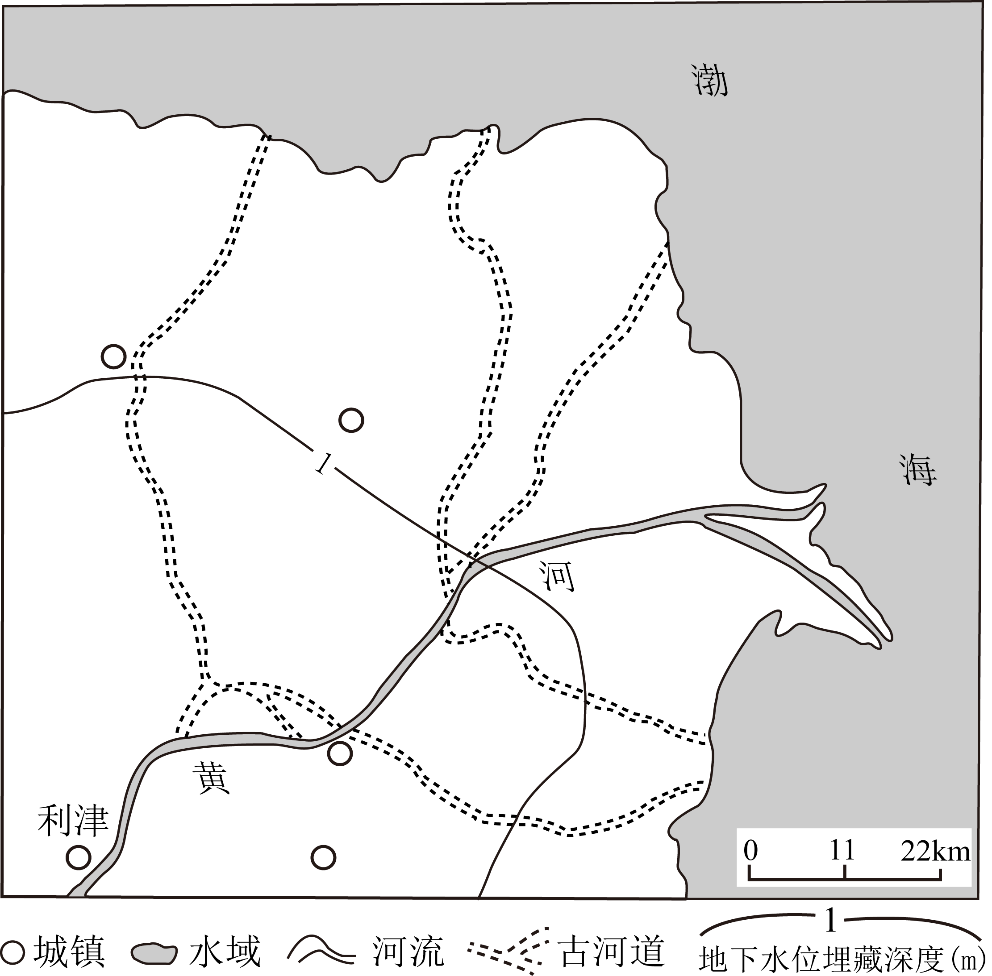 渤
海
1
河
黄
利津
0 11 22km
城镇 水域 河流 古河道 1
地下水位埋藏深度(m)